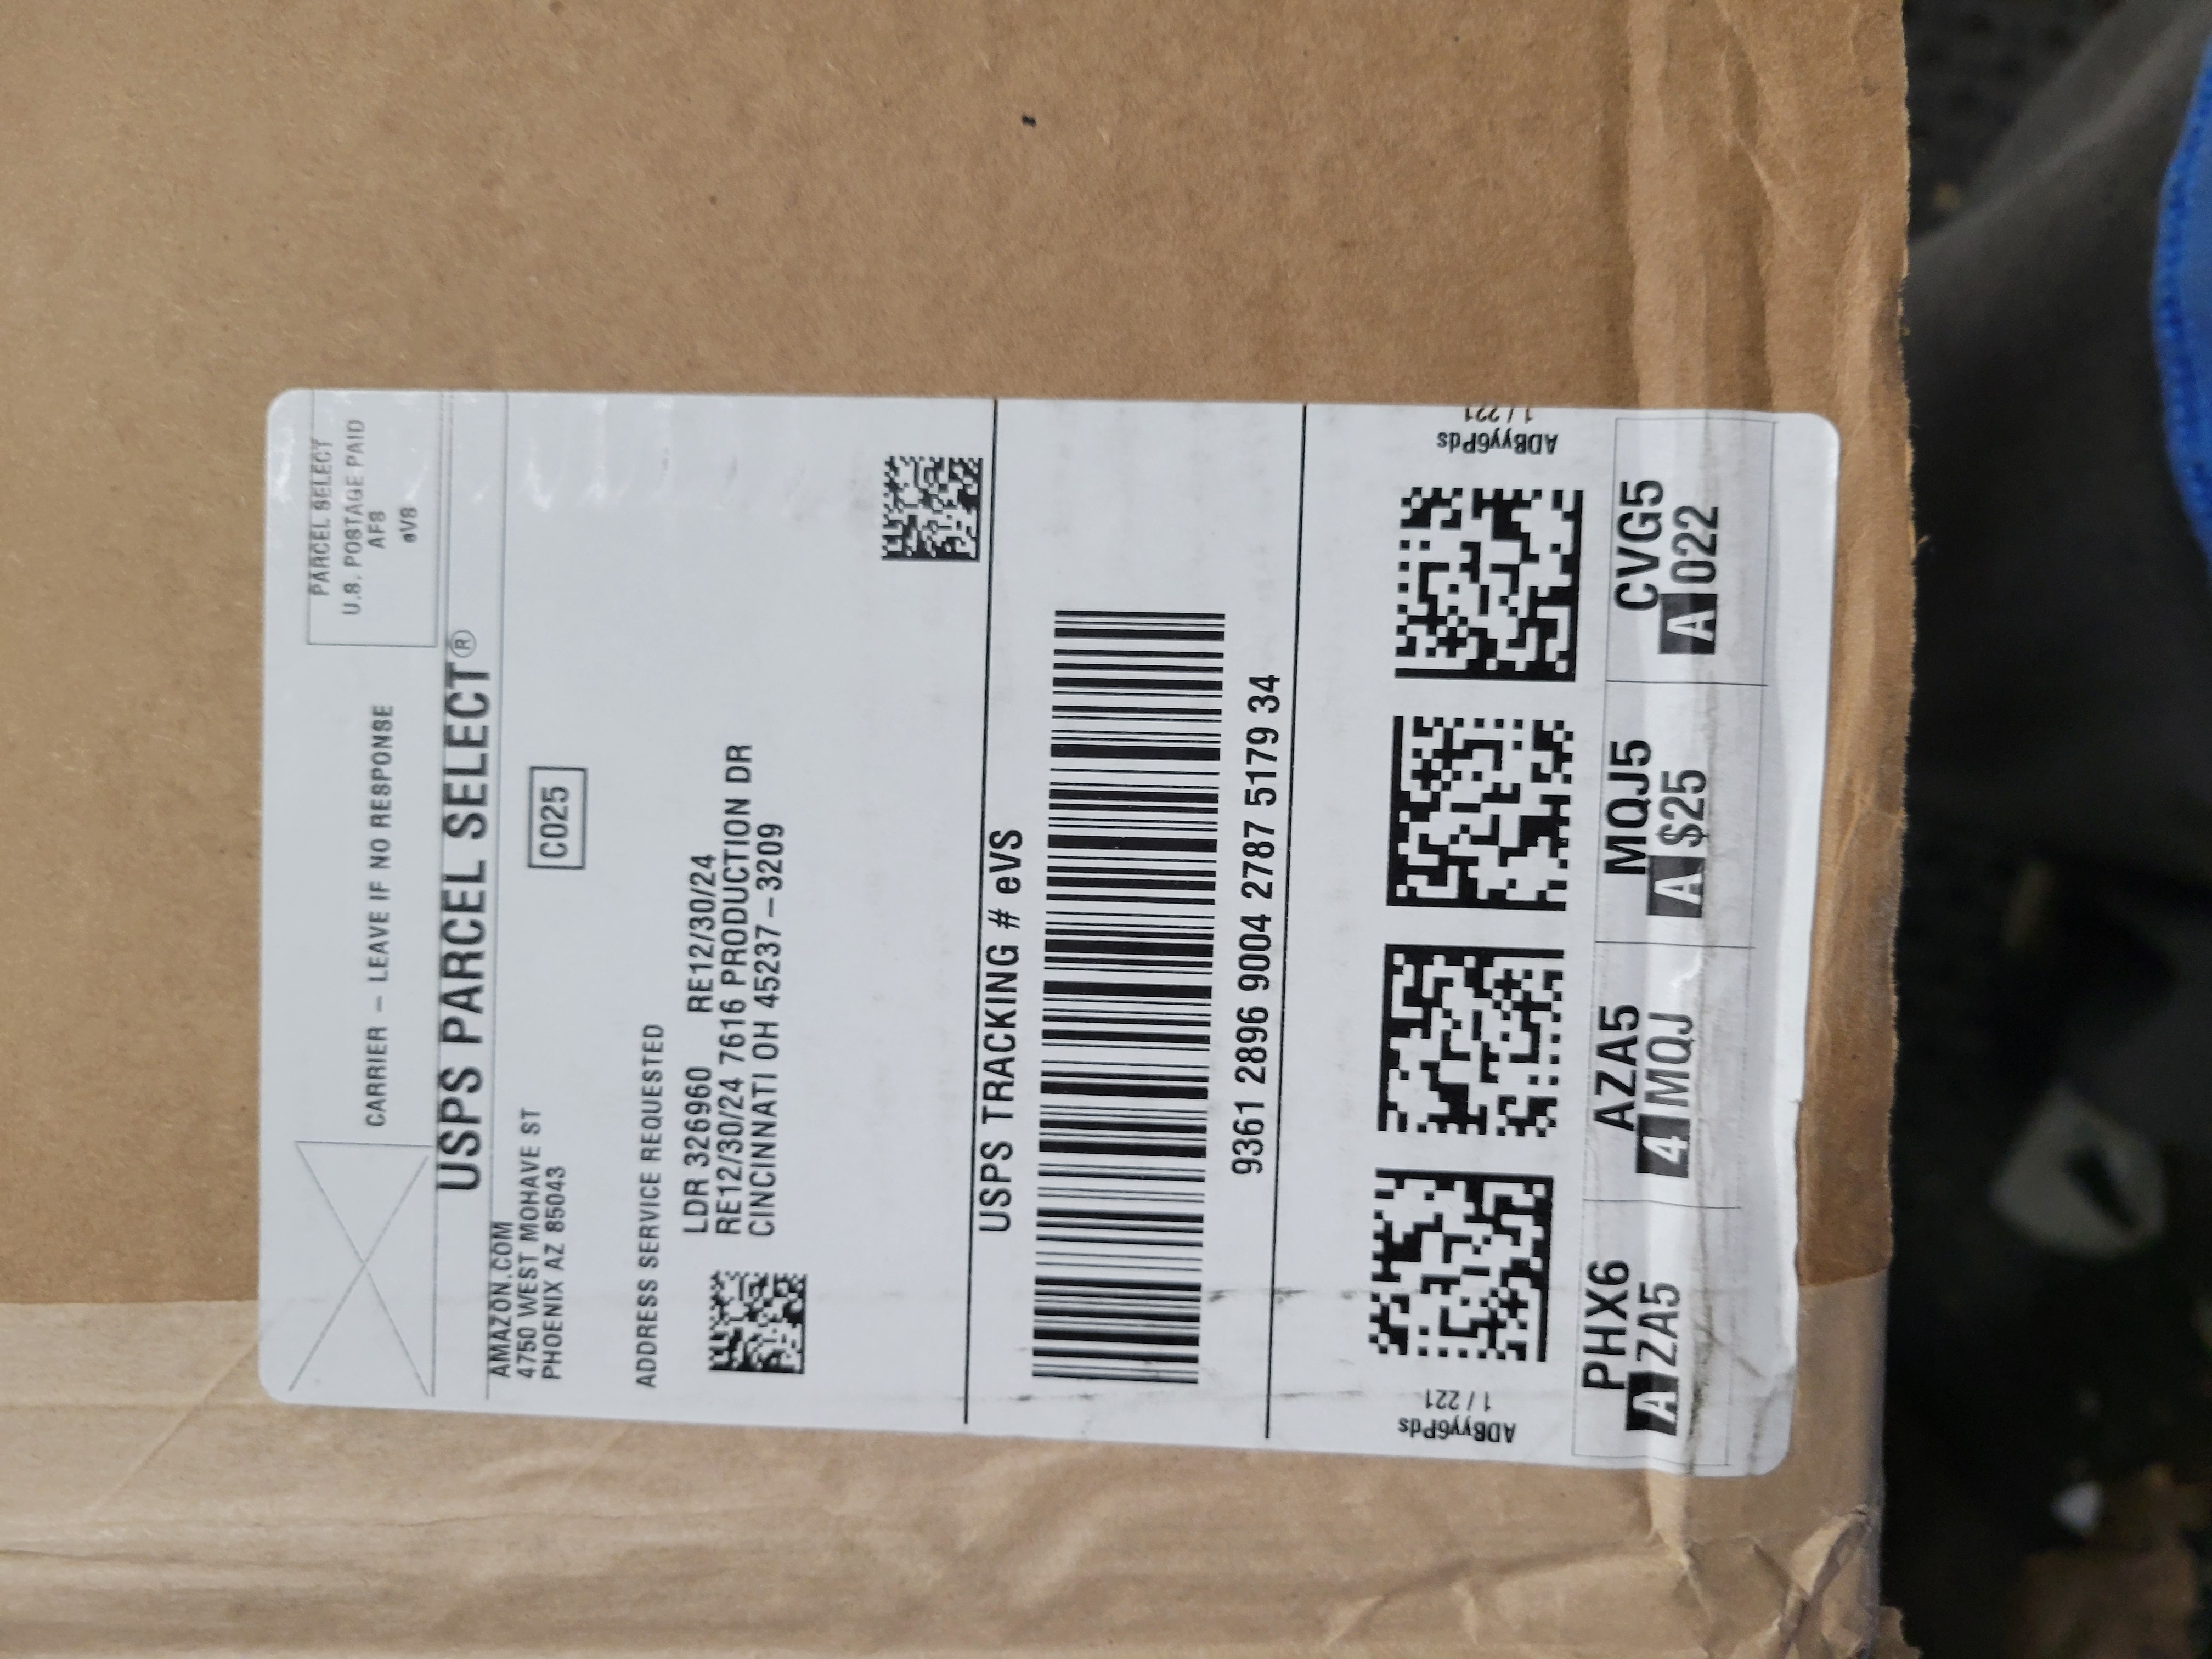 PARCEL SELECT
U.S. POSTAGE PAID
AFS
eVS
CARRIER - LEAVE IF NO RESPONSE
USPS PARCEL SELECT®
AMAZON.COM
4750 WEST MOHAVE ST
PHOENIX AZ 85043
C025
ADDRESS SERVICE REQUESTED
LDR 326960 RE12/30/24
RE12/30/24 7616 PRODUCTION DR
CINCINNATI OH 45237-3209
USPS TRACKING # eVS
9361 2896 9004 2787 5179 34
ADByy6Pds
1 / 221
ADByy6Pds
1 / 221
PHX6
A ZA5
AZA5
4 MQJ
MQJ5
A $25
CVG5
A 022